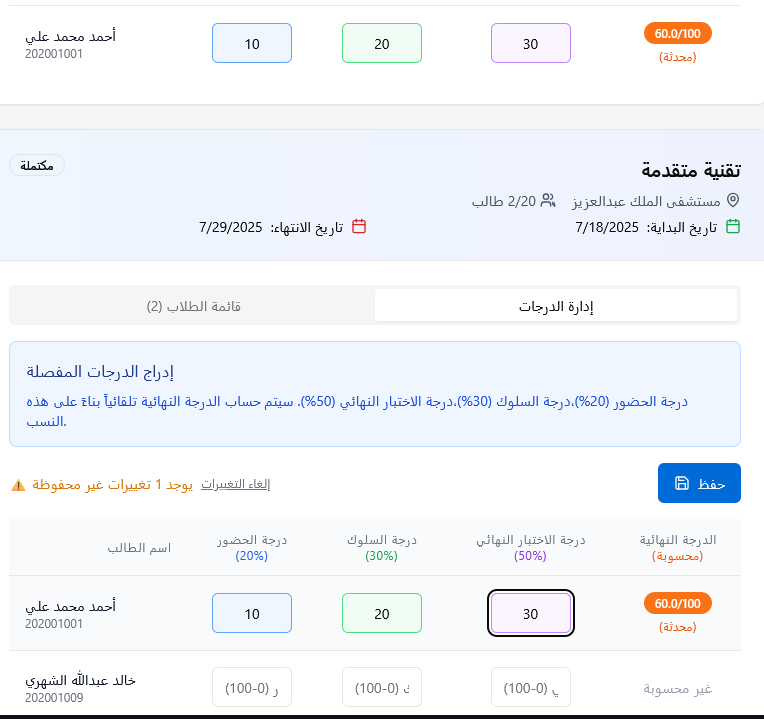 أحمد محمد علي
202001001
10
20
30
60.0/100
(محدثة)
تقنية متقدمة
مكتملة
مستشفى الملك عبدالعزيز
2/20 طالب
تاريخ البداية: 7/18/2025
تاريخ الانتهاء: 7/29/2025
إدارة الدرجات
قائمة الطلاب (2)
إدراج الدرجات المفصلة
درجة الحضور (20%)،درجة السلوك (30%)،درجة الاختبار النهائي (50%). سيتم حساب الدرجة النهائية تلقائياً بناءً على هذه
النسب.
حفظ
إلغاء التغييرات
يوجد 1 تغييرات غير محفوظة
اسم الطالب
درجة الحضور
(20%)
درجة السلوك
(30%)
درجة الاختبار النهائي
(50%)
الدرجة النهائية
(محسوبة)
أحمد محمد علي
202001001
10
20
30
60.0/100
(محدثة)
خالد عبدالله الشهري
202001009
ر (0-100)
ك (0-100)
ي (0-100)
غير محسوبة